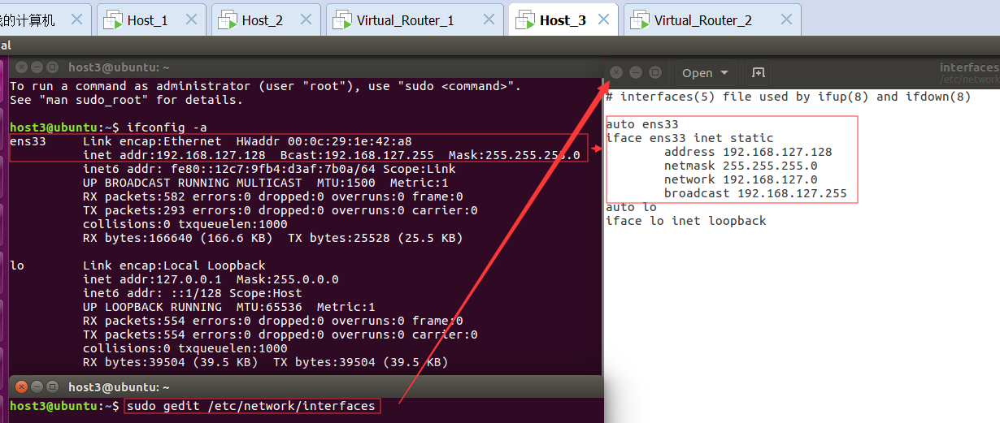 的计算机
Host_1
Host_2
Virtual_Router_1
Host_3
Virtual_Router_2
al
host3@ubuntu: ~
To run a command as administrator (user "root"), use "sudo <command>".
See "man sudo_root" for details.
host3@ubuntu:~$ ifconfig -a
ens33     Link encap:Ethernet  HWaddr 00:0c:29:1e:42:a8
          inet addr:192.168.127.128  Bcast:192.168.127.255  Mask:255.255.255.0
          inet6 addr: fe80::12c7:9fb4:d3af:7b0a/64 Scope:Link
          UP BROADCAST RUNNING MULTICAST  MTU:1500  Metric:1
          RX packets:582 errors:0 dropped:0 overruns:0 frame:0
          TX packets:293 errors:0 dropped:0 overruns:0 carrier:0
          collisions:0 txqueuelen:1000
          RX bytes:166640 (166.6 KB)  TX bytes:25528 (25.5 KB)
lo        Link encap:Local Loopback
          inet addr:127.0.0.1  Mask:255.0.0.0
          inet6 addr: ::1/128 Scope:Host
          UP LOOPBACK RUNNING  MTU:65536  Metric:1
          RX packets:554 errors:0 dropped:0 overruns:0 frame:0
          TX packets:554 errors:0 dropped:0 overruns:0 carrier:0
          collisions:0 txqueuelen:1000
          RX bytes:39504 (39.5 KB)  TX bytes:39504 (39.5 KB)
host3@ubuntu: ~
host3@ubuntu:~$ sudo gedit /etc/network/interfaces
Open
interfaces
/etc/network
# interfaces(5) file used by ifup(8) and ifdown(8)
auto ens33
iface ens33 inet static
        address 192.168.127.128
        netmask 255.255.255.0
        network 192.168.127.0
        broadcast 192.168.127.255
auto lo
iface lo inet loopback